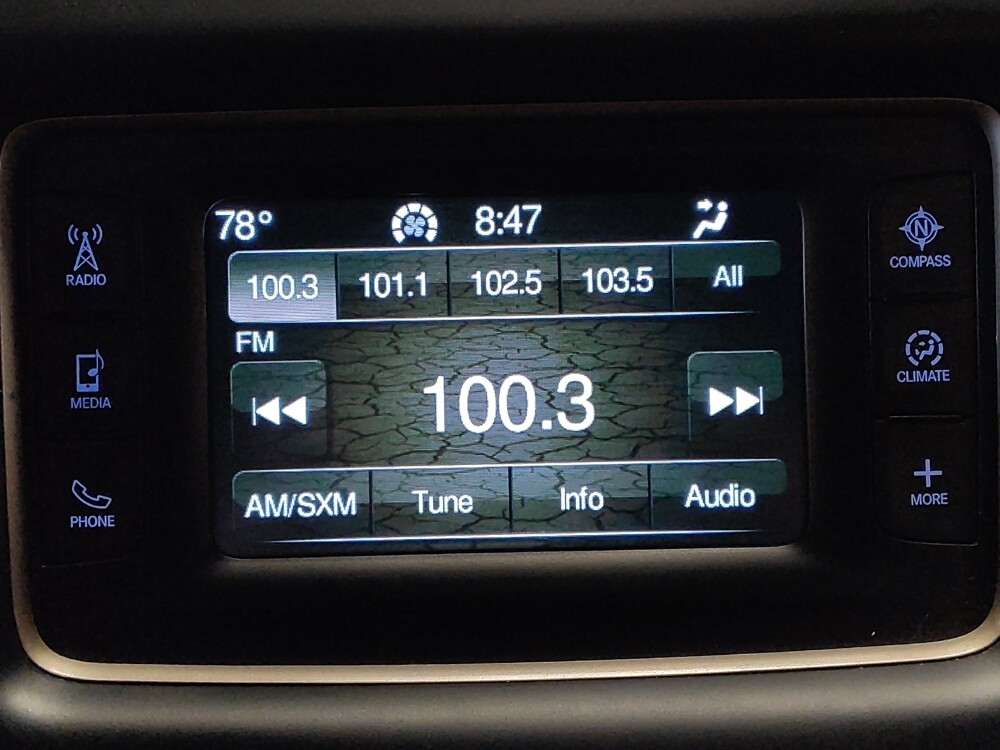 78° 8:47
100.3 101.1 102.5 103.5 All
FM
100.3
AM/SXM Tune Info Audio
RADIO
MEDIA
PHONE
N
COMPASS
CLIMATE
MORE